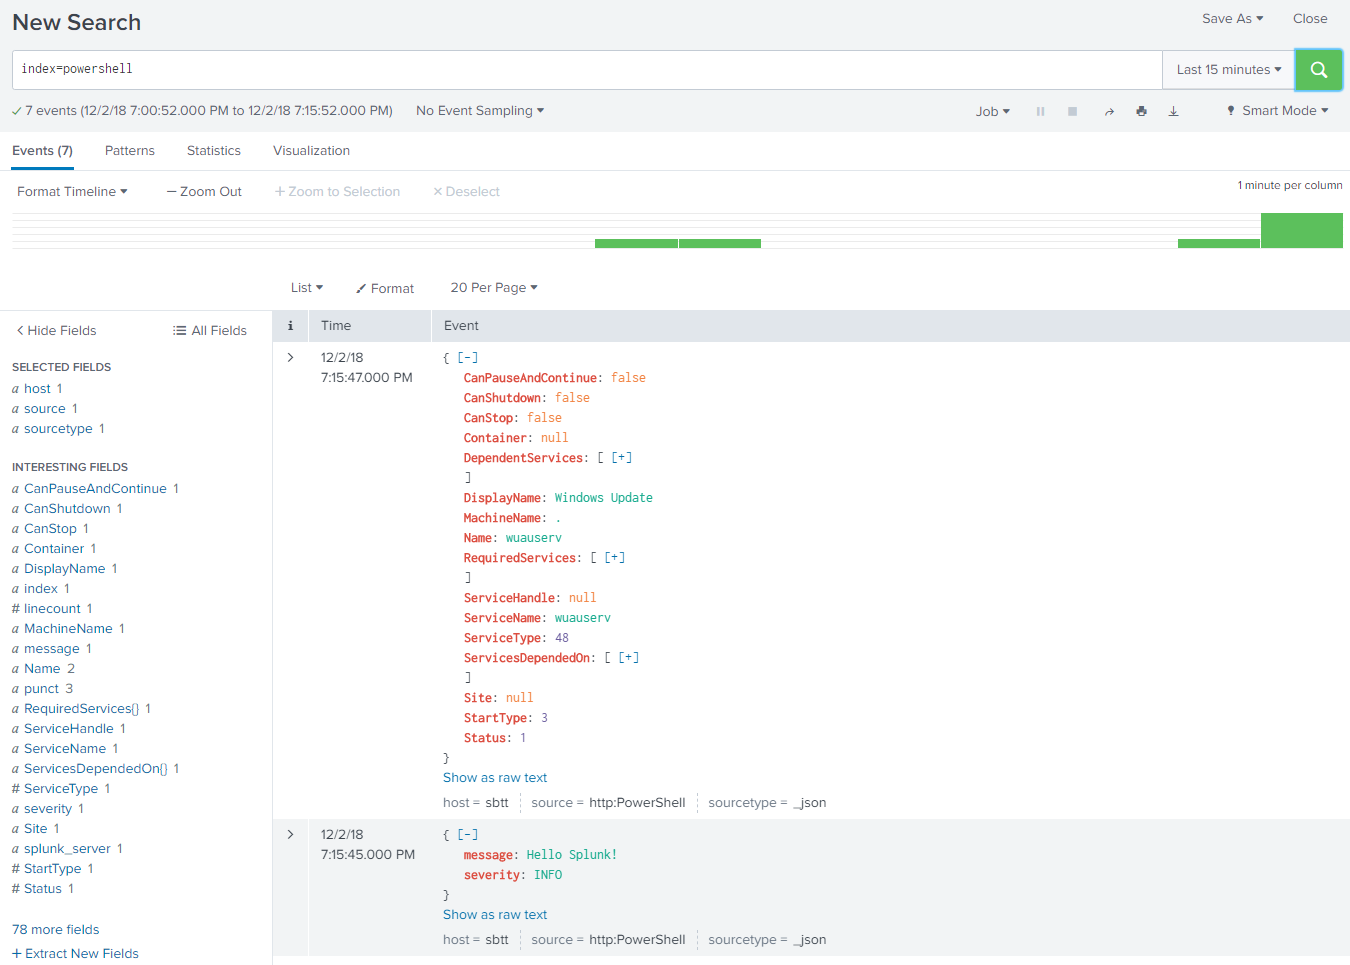 New Search
Save As Close
index=powershell
Last 15 minutes
7 events (12/2/18 7:00:52.000 PM to 12/2/18 7:15:52.000 PM) No Event Sampling Job Smart Mode
Events (7) Patterns Statistics Visualization
Format Timeline — Zoom Out + Zoom to Selection × Deselect
1 minute per column
List Format 20 Per Page
< Hide Fields All Fields
i Time Event
SELECTED FIELDS
a host 1
a source 1
a sourcetype 1
INTERESTING FIELDS
a CanPauseAndContinue 1
a CanShutdown 1
a CanStop 1
a Container 1
a DisplayName 1
a index 1
# linecount 1
a MachineName 1
a message 1
a Name 2
a punct 3
a RequiredServices{} 1
a ServiceHandle 1
a ServiceName 1
a ServicesDependedOn{} 1
# ServiceType 1
a severity 1
a Site 1
a splunk_server 1
# StartType 1
# Status 1
78 more fields
+ Extract New Fields
12/2/18
7:15:47.000 PM
{ [-]
CanPauseAndContinue: false
CanShutdown: false
CanStop: false
Container: null
DependentServices: [ [+]
]
DisplayName: Windows Update
MachineName: .
Name: wuauserv
RequiredServices: [ [+]
]
ServiceHandle: null
ServiceName: wuauserv
ServiceType: 48
ServicesDependedOn: [ [+]
]
Site: null
StartType: 3
Status: 1
}
Show as raw text
host = sbtt source = http:PowerShell sourcetype = _json
12/2/18
7:15:45.000 PM
{ [-]
message: Hello Splunk!
severity: INFO
}
Show as raw text
host = sbtt source = http:PowerShell sourcetype = _json